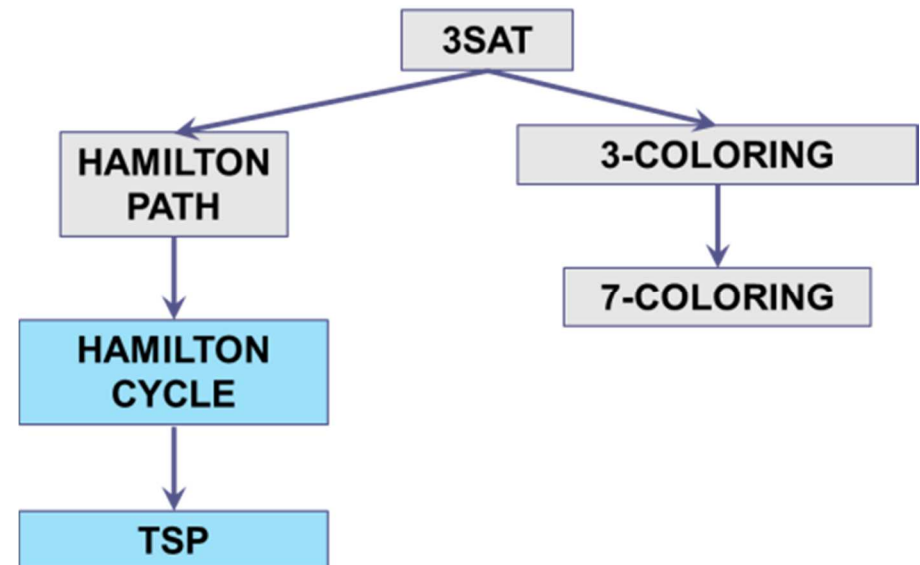 3SAT
HAMILTON
PATH
3-COLORING
7-COLORING
HAMILTON
CYCLE
TSP